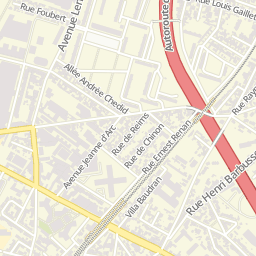 Rue Foubert
Avenue Len
Autoroute
Rue Louis Gaillet
Allée Andrée Chedid
Rue Ray
Avenue Jeanne d'Arc
Rue de Reims
Rue de Chinon
Rue Ernest Renan
Villa Baudran
Rue Henri Barbusse